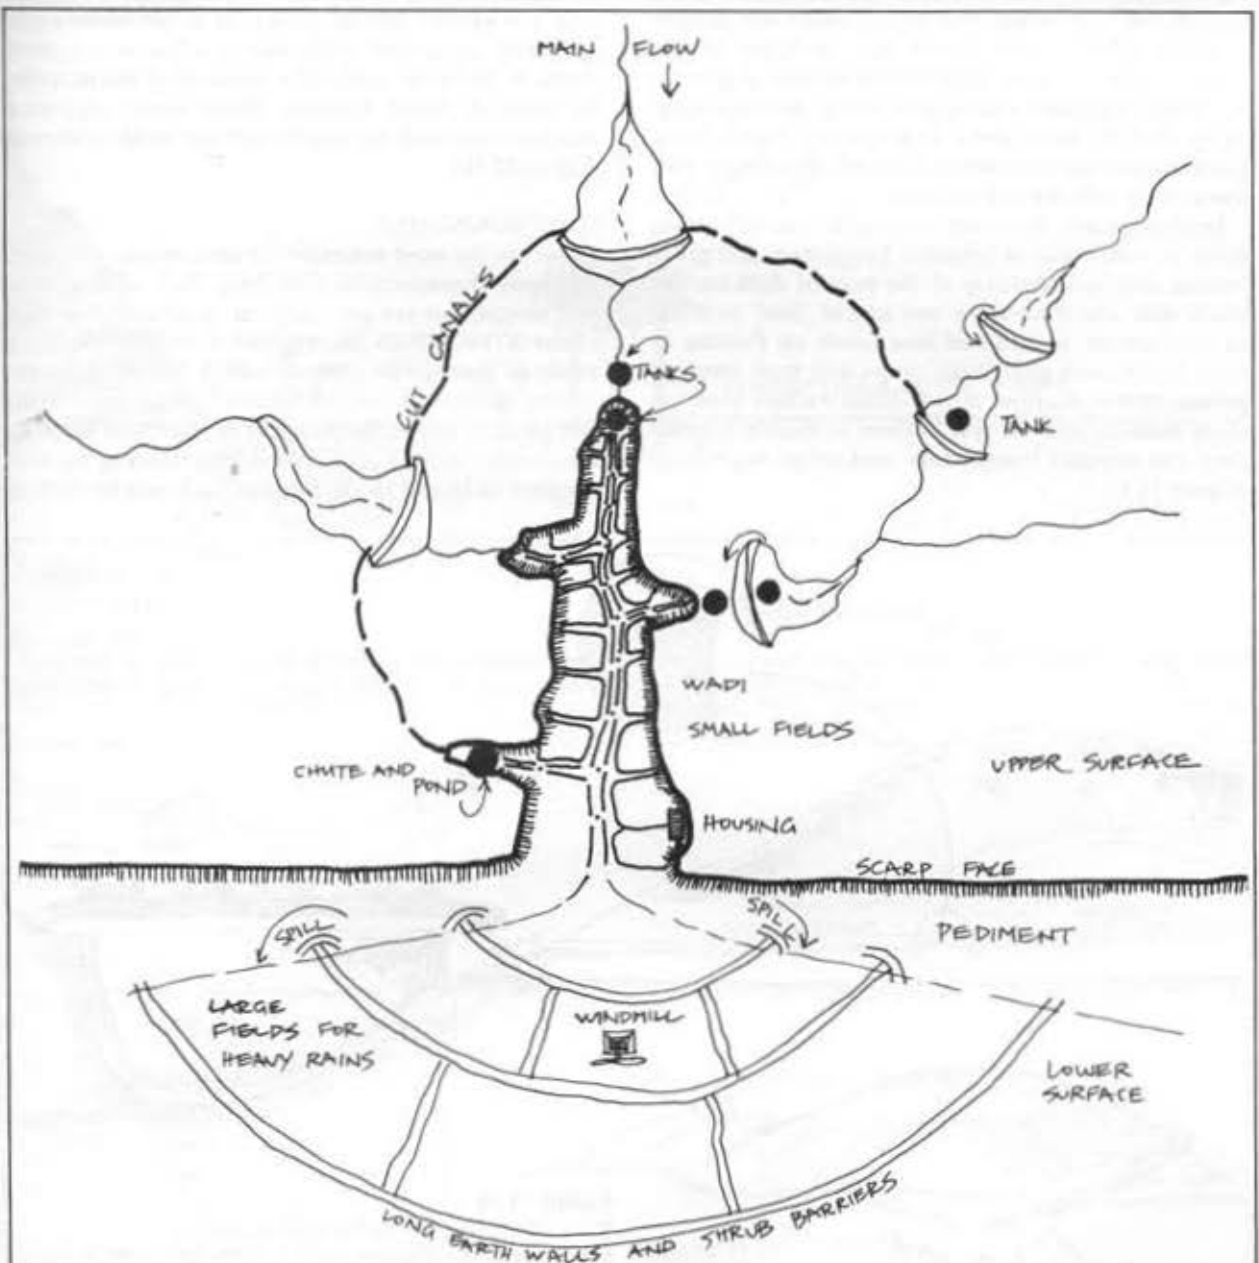 MAIN FLOW
CUT CANALS
TANKS
TANK
WADI
SMALL FIELDS
UPPER SURFACE
CHUTE AND
POND
HOUSING
SCARP FACE
SPILL
SPILL
PEDIMENT
LARGE
FIELDS FOR
HEAVY RAINS
WINDMILL
LOWER
SURFACE
LONG EARTH WALLS AND SHRUB BARRIERS